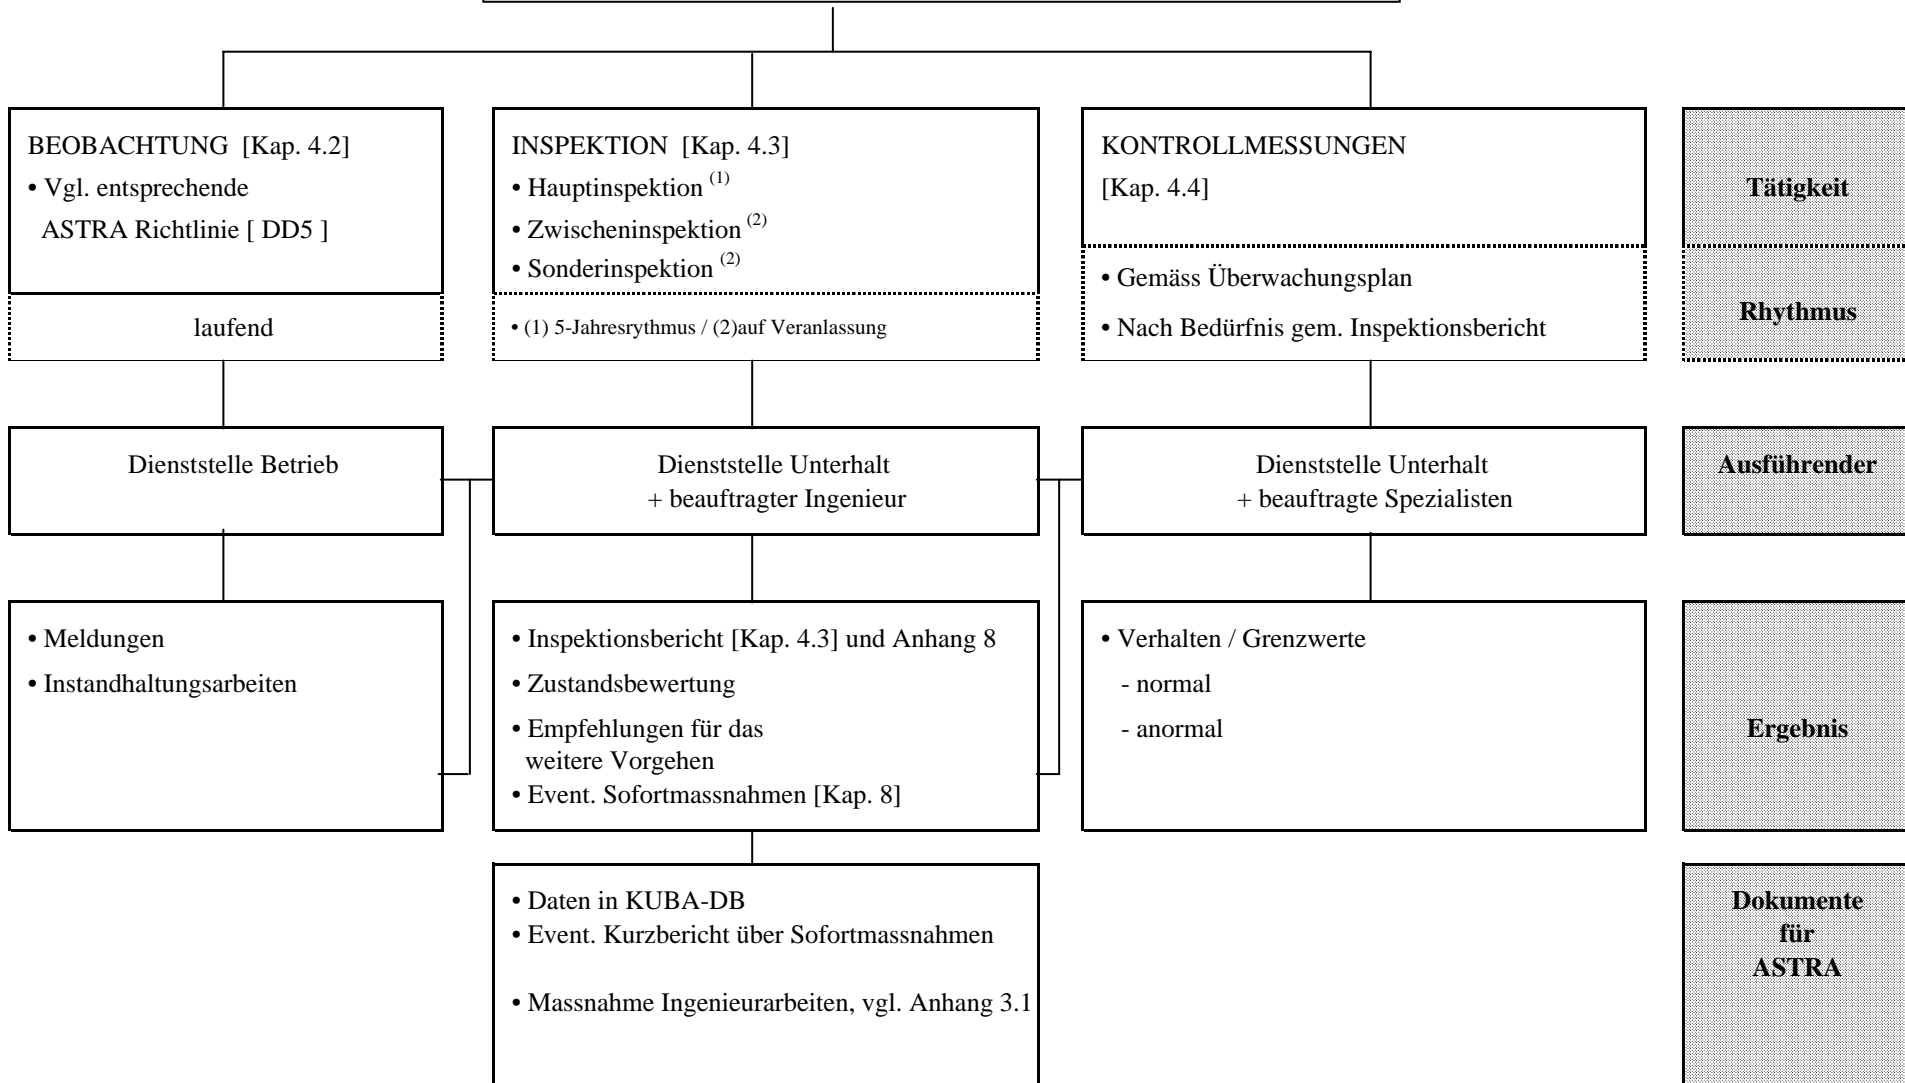 BEOBACHTUNG [Kap. 4.2]
• Vgl. entsprechende
ASTRA Richtlinie [ DD5 ]
laufend
INSPEKTION [Kap. 4.3]
• Hauptinspektion (1)
• Zwischeninspektion (2)
• Sonderinspektion (2)
• (1) 5-Jahresrythmus / (2)auf Veranlassung
KONTROLLMESSUNGEN
[Kap. 4.4]
• Gemäss Überwachungsplan
• Nach Bedürfnis gem. Inspektionsbericht
Tätigkeit
Rhythmus
Dienststelle Betrieb
Dienststelle Unterhalt
+ beauftragter Ingenieur
Dienststelle Unterhalt
+ beauftragte Spezialisten
Ausführender
• Meldungen
• Instandhaltungsarbeiten
• Inspektionsbericht [Kap. 4.3] und Anhang 8
• Zustandsbewertung
• Empfehlungen für das
weitere Vorgehen
• Event. Sofortmassnahmen [Kap. 8]
• Verhalten / Grenzwerte
- normal
- anormal
Ergebnis
• Daten in KUBA-DB
• Event. Kurzbericht über Sofortmassnahmen
• Massnahme Ingenieurarbeiten, vgl. Anhang 3.1
Dokumente
für
ASTRA